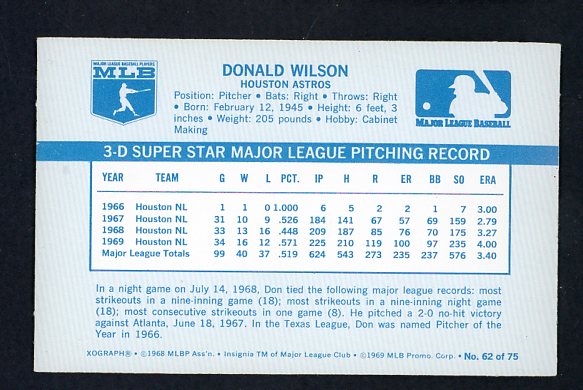 MAJOR LEAGUE BASEBALL PLAYERS
MLB
DONALD WILSON
HOUSTON ASTROS
Position: Pitcher • Bats: Right • Throws: Right
• Born: February 12, 1945 • Height: 6 feet, 3
inches • Weight: 205 pounds • Hobby: Cabinet
Making
MAJOR LEAGUE BASEBALL
3-D SUPER STAR MAJOR LEAGUE PITCHING RECORD
YEAR TEAM G W L PCT. IP H R ER BB SO ERA
1966 Houston NL 1 1 0 1.000 6 5 2 2 1 7 3.00
1967 Houston NL 31 10 9 .526 184 141 67 57 69 159 2.79
1968 Houston NL 33 13 16 .448 209 187 85 76 70 175 3.27
1969 Houston NL 34 16 12 .571 225 210 119 100 97 235 4.00
Major League Totals 99 40 37 .519 624 543 273 235 237 576 3.40
In a night game on July 14, 1968, Don tied the following major league records: most
strikeouts in a nine-inning game (18); most strikeouts in a nine-inning night game
(18); most consecutive strikeouts in one game (8). He pitched a 2-0 no-hit victory
against Atlanta, June 18, 1967. In the Texas League, Don was named Pitcher of the
Year in 1966.
XOGRAPH® • ©1968 MLBP Ass'n. • Insignia TM of Major League Club • ©1969 MLB Promo. Corp. • No. 62 of 75